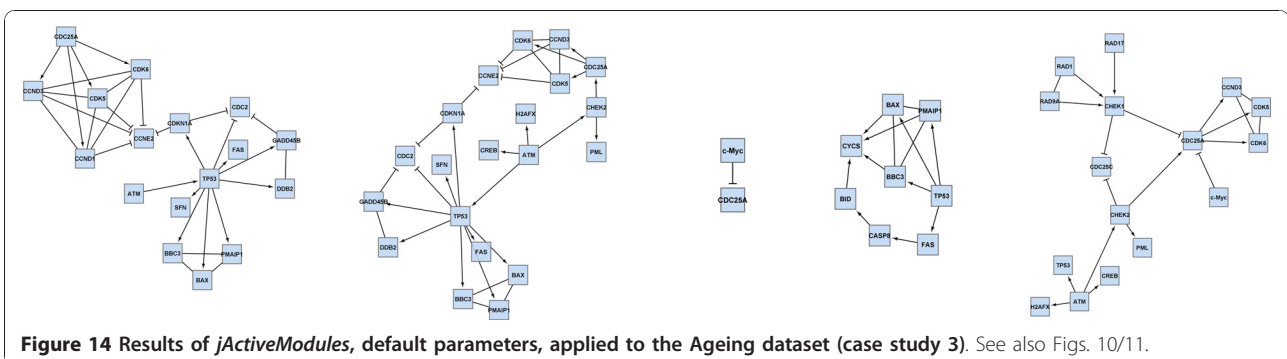 CDC25A
CDK6
CCND3
CDK5
CCNE2
CCND1
CDKN1A
CDC2
GADD45B
FAS
TP53
DDB2
ATM
SFN
BBC3
PMAIP1
BAX
CDK6
CCND3
CDC25A
CCNE2
CDK5
CHEK2
CDKN1A
H2AFX
PML
CREB
ATM
CDC2
SFN
GADD45B
TP53
DDB2
FAS
BAX
BBC3
PMAIP1
c-Myc
CDC25A
BAX
PMAIP1
CYCS
BBC3
BID
TP53
CASP8
FAS
RAD17
RAD1
RAD9A
CHEK1
CCND3
CDK5
CDC25A
CDK6
CDC25C
c-Myc
CHEK2
PML
TP53
CREB
H2AFX
ATM
Figure 14 Results of jActiveModules, default parameters, applied to the Ageing dataset (case study 3). See also Figs. 10/11.